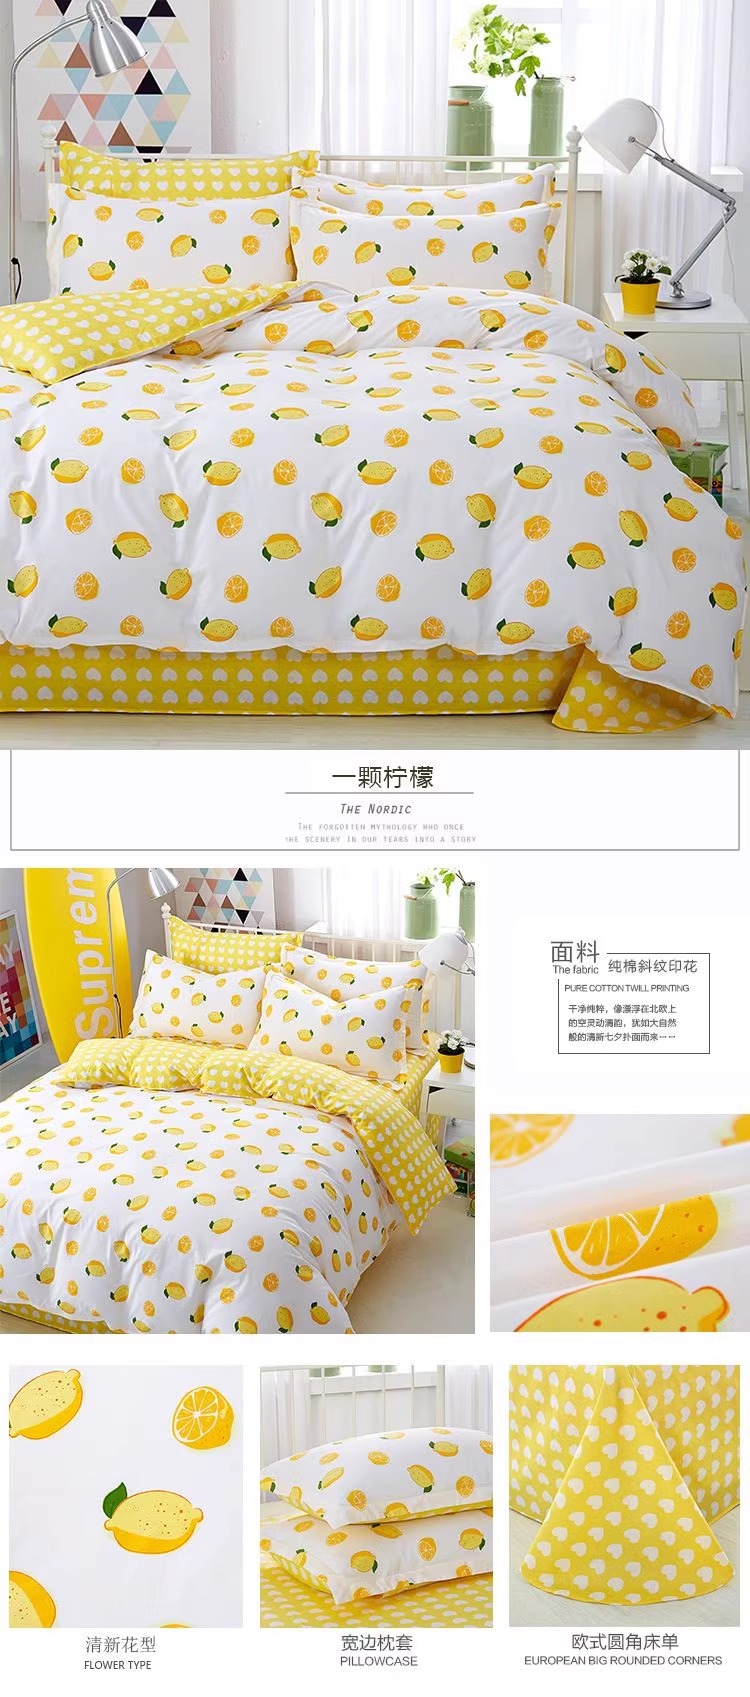 一颗柠檬
THE NORDIC
THE FORGOTTEN MYTHOLOGY WHO ONCE
HE SCENERY IN OUR TEARS INTO A STORY
Suprem
面料
The fabric 纯棉斜纹印花
PURE COTTON TWILL PRINTING
干净纯粹，像漂浮在北欧上
的空灵动清韵，犹如大自然
般的清新七夕扑面而来……
清新花型
FLOWER TYPE
宽边枕套
PILLOWCASE
欧式圆角床单
EUROPEAN BIG ROUNDED CORNERS